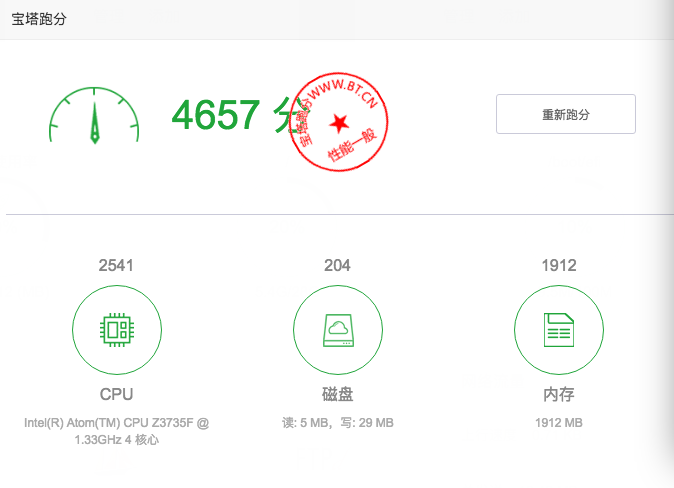 宝塔跑分
4657 分
宝塔跑分WWW.BT.CN
性能一般
重新跑分
2541
204
1912
CPU
磁盘
内存
Intel(R) Atom(TM) CPU Z3735F @
1.33GHz 4 核心
读: 5 MB，写: 29 MB
1912 MB